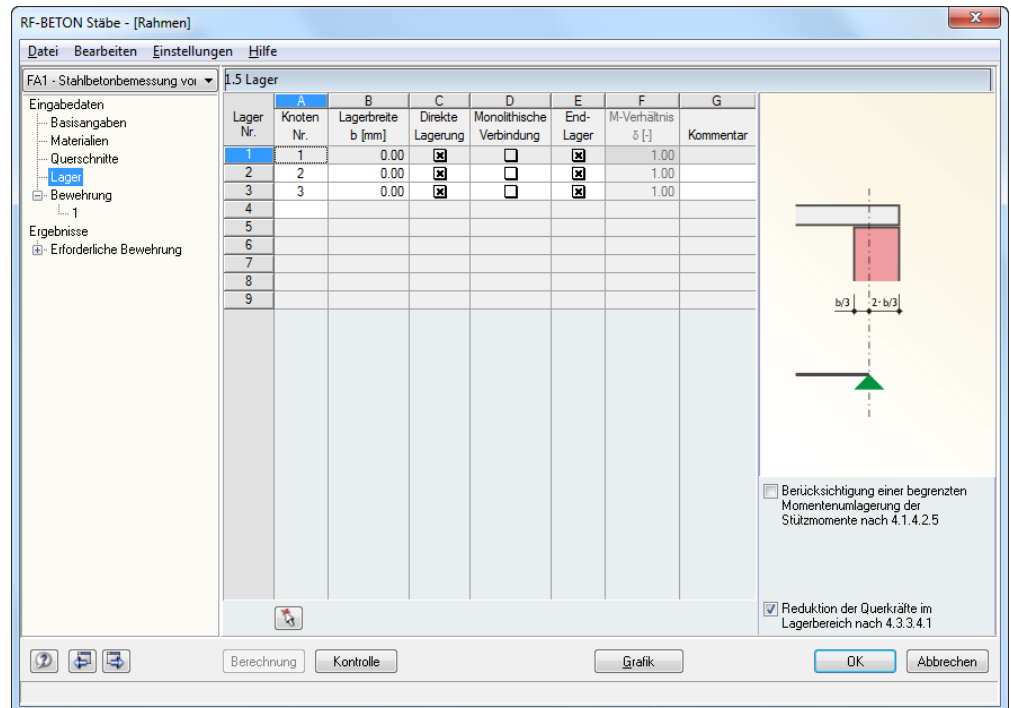 RF-BETON Stäbe - [Rahmen]
Datei Bearbeiten Einstellungen Hilfe
FA1 - Stahlbetonbemessung voı
1.5 Lager
Eingabedaten
Basisangaben
Materialien
Querschnitte
Lager
Bewehrung
1
Ergebnisse
Erforderliche Bewehrung
A B C D E F G
Lager Knoten Lagerbreite Direkte Monolithische End- M-Verhältnis
Nr. Nr. b [mm] Lagerung Verbindung Lager δ [-] Kommentar
1 1 0.00 1.00
2 2 0.00 1.00
3 3 0.00 1.00
4
5
6
7
8
9
b/3 2·b/3
Berücksichtigung einer begrenzten
Momentenumlagerung der
Stützmomente nach 4.1.4.2.5
Reduktion der Querkräfte im
Lagerbereich nach 4.3.3.4.1
Berechnung Kontrolle Grafik OK Abbrechen